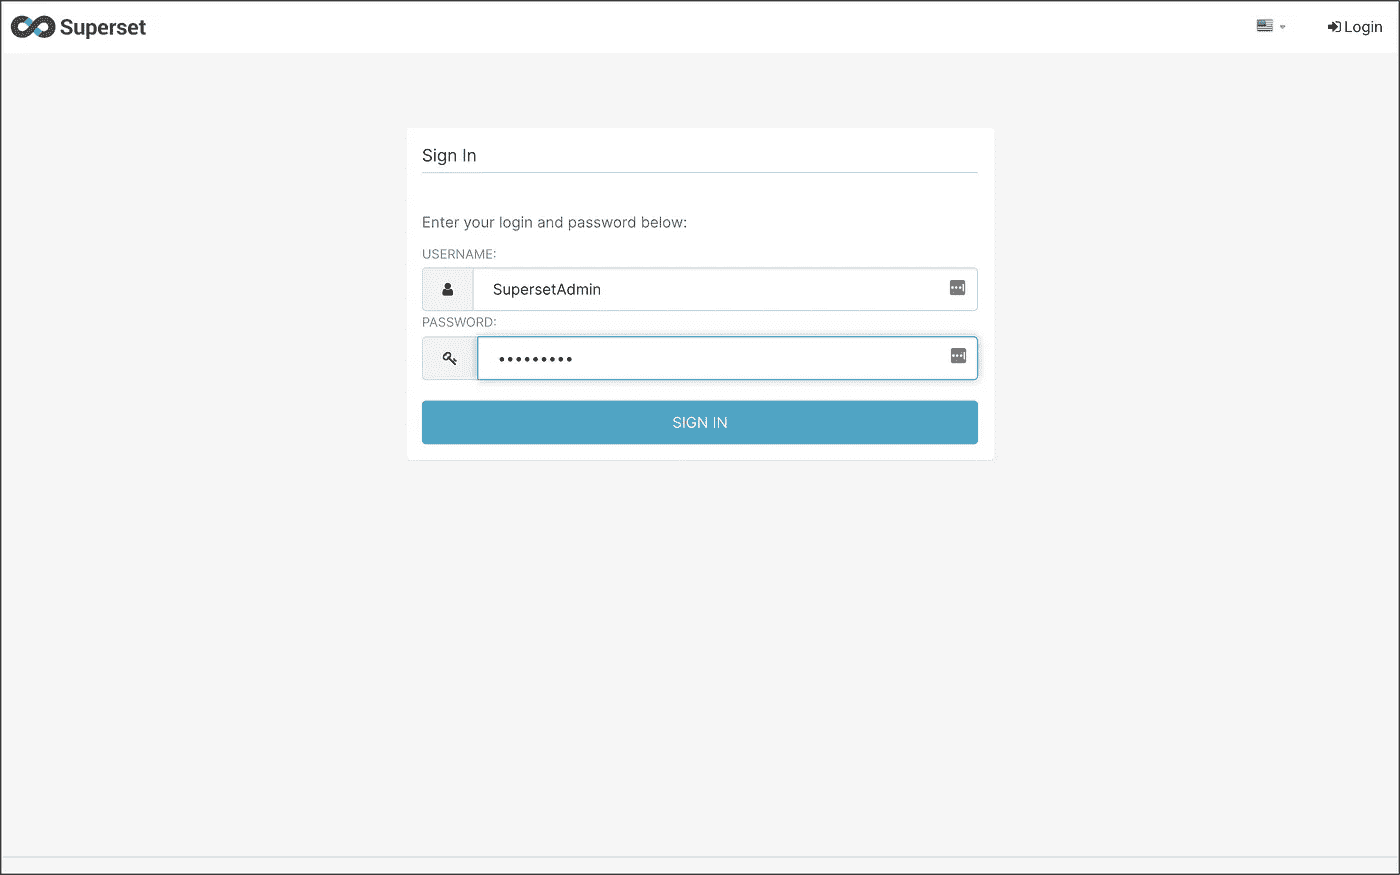 Superset
Login
Sign In
Enter your login and password below:
USERNAME:
SupersetAdmin
PASSWORD:
•••••••••
SIGN IN